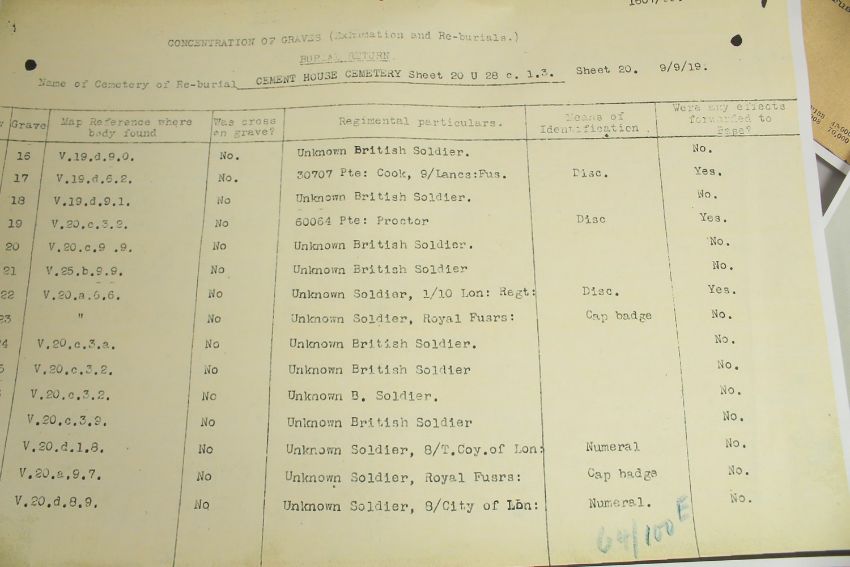 CONCENTRATION OF GRAVES (Exhumation and Re-burials.)
BURIAL RETURN.
Name of Cemetery of Re-burial CEMENT HOUSE CEMETERY Sheet 20 U 28 c. 1.3. Sheet 20. 9/9/19.
Grave Map Reference where body found Was cross on grave? Regimental particulars. Means of Identification. Were any effects forwarded to Base?
16 V.19.d.9.0. No. Unknown British Soldier. No.
17 V.19.d.6.2. No. 30707 Pte: Cook, 9/Lancs:Fus. Disc. Yes.
18 V.19.d.9.1. No Unknown British Soldier. No.
19 V.20.c.3.2. No 60064 Pte: Proctor Disc Yes.
20 V.20.c.9 .9. No Unknown British Soldier. No.
21 V.25.b.9.9. No Unknown British Soldier No.
22 V.20.a.6.6. No Unknown Soldier, 1/10 Lon: Regt: Disc. Yes.
23 " No Unknown Soldier, Royal Fusrs: Cap badge No.
4 V.20.c.3.a. No Unknown British Soldier. No.
5 V.20.c.3.2. No Unknown British Soldier No.
V.20.c.3.2. No Unknown B. Soldier. No.
V.20.c.3.9. No Unknown British Soldier No.
V.20.d.1.8. No Unknown Soldier, 8/T.Coy.of Lon: Numeral No.
V.20.a.9.7. No Unknown Soldier, Royal Fusrs: Cap badge No.
V.20.d.8.9. No Unknown Soldier, 8/City of Lon: Numeral. No.
64/100 E